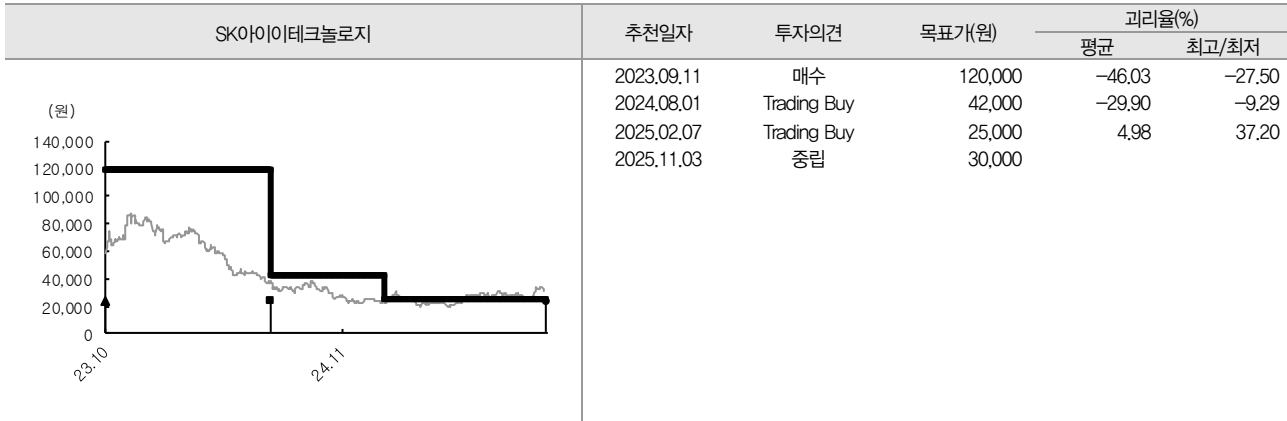 SK아이이테크놀로지 추천일자 투자의견 목표가(원) 괴리율(%)
평균 최고/최저
2023.09.11 매수 120,000 -46.03 -27.50
2024.08.01 Trading Buy 42,000 -29.90 -9.29
2025.02.07 Trading Buy 25,000 4.98 37.20
2025.11.03 중립 30,000
(원)
140,000
120,000
100,000
80,000
60,000
40,000
20,000
0
23.10 24.11